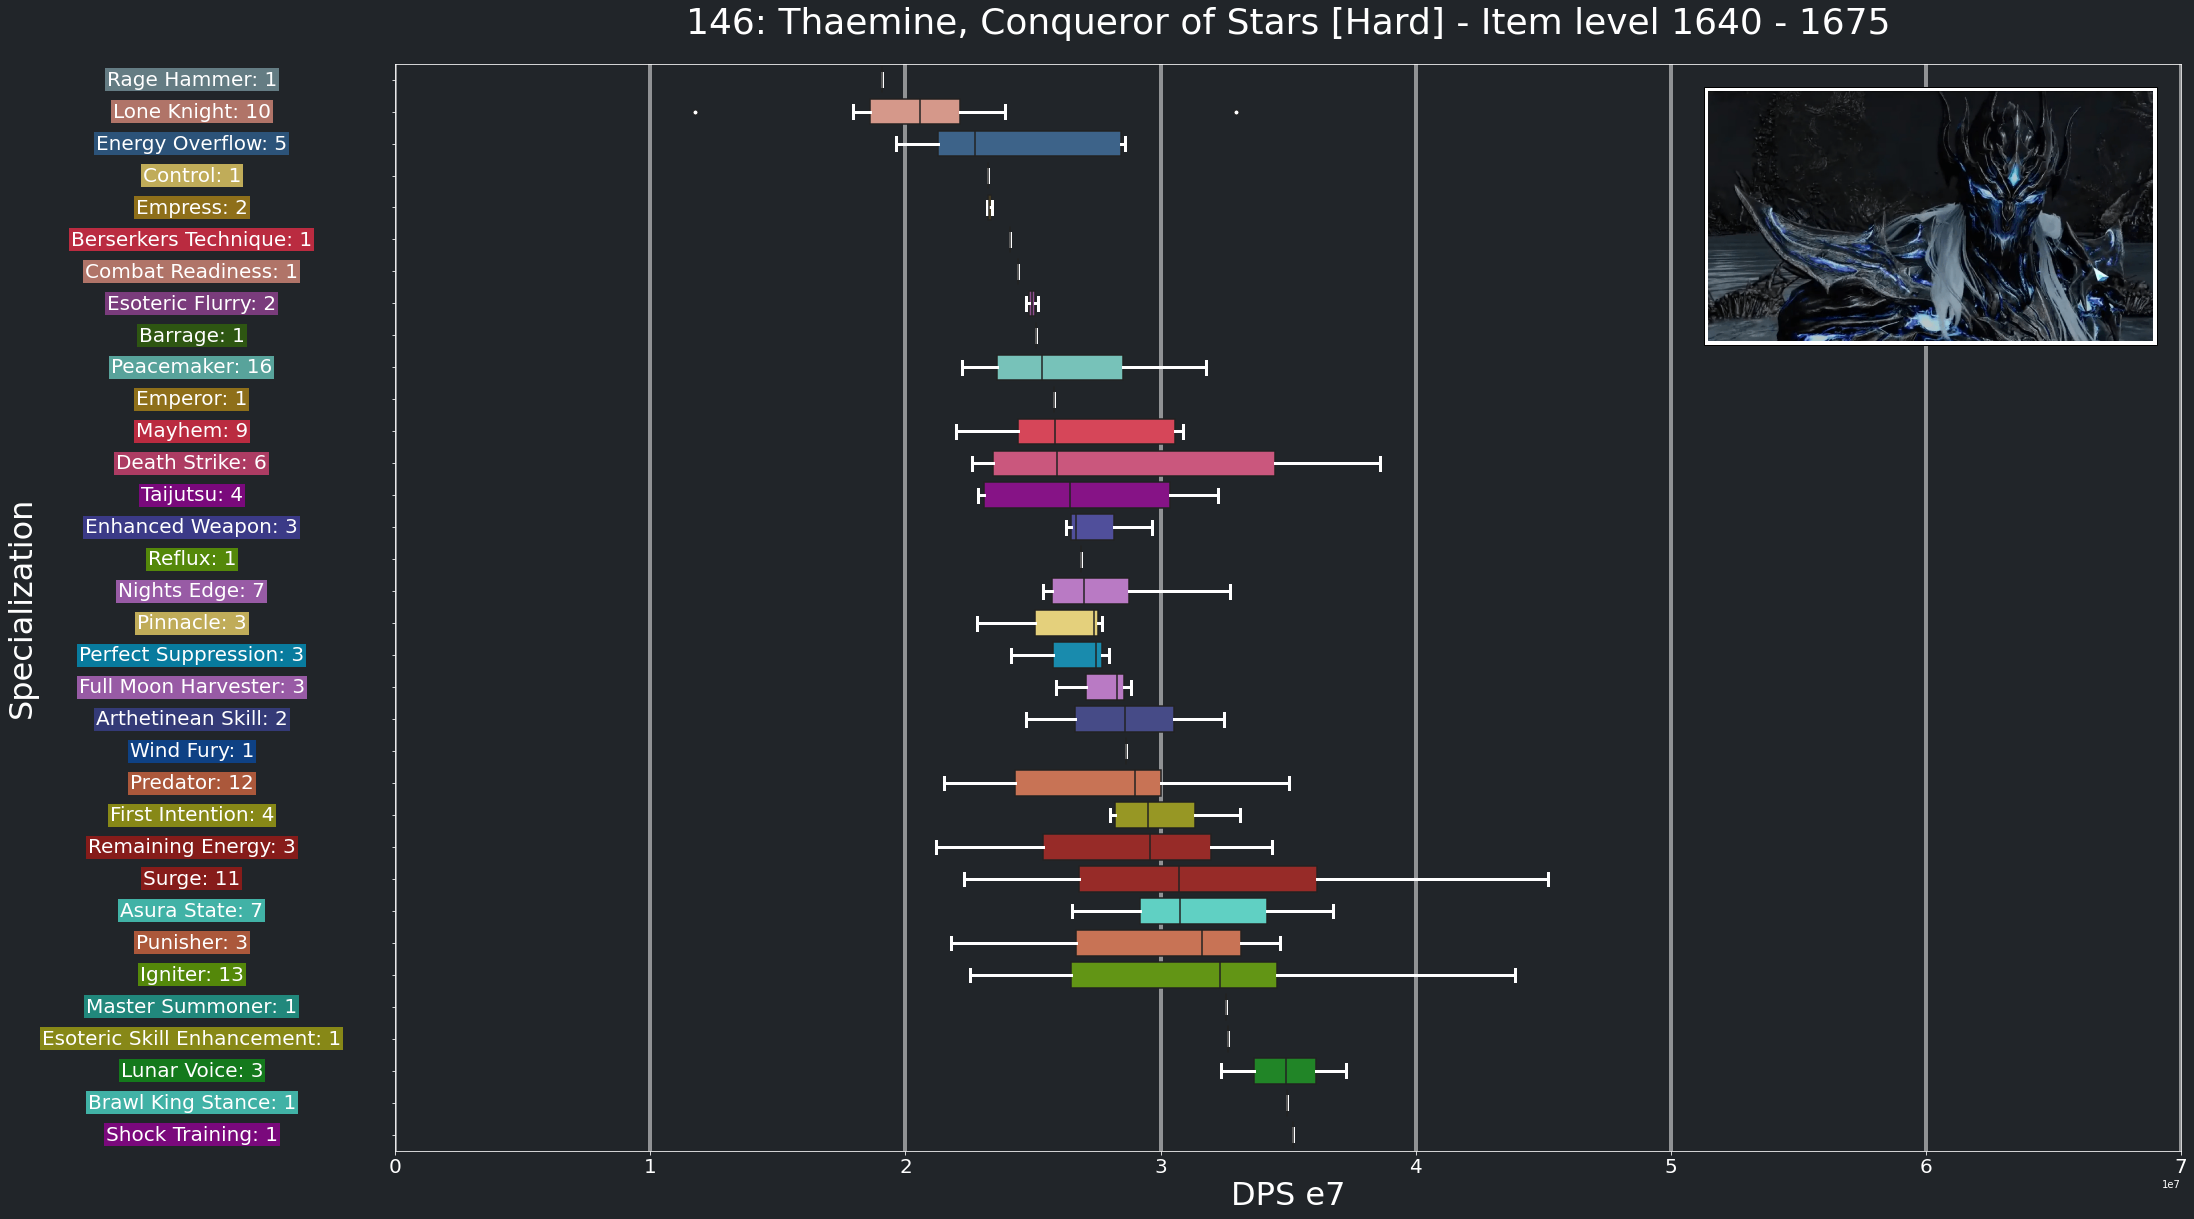 146: Thaemine, Conqueror of Stars [Hard] - Item level 1640 - 1675
Specialization
Rage Hammer: 1
Lone Knight: 10
Energy Overflow: 5
Control: 1
Empress: 2
Berserkers Technique: 1
Combat Readiness: 1
Esoteric Flurry: 2
Barrage: 1
Peacemaker: 16
Emperor: 1
Mayhem: 9
Death Strike: 6
Taijutsu: 4
Enhanced Weapon: 3
Reflux: 1
Nights Edge: 7
Pinnacle: 3
Perfect Suppression: 3
Full Moon Harvester: 3
Arthetinean Skill: 2
Wind Fury: 1
Predator: 12
First Intention: 4
Remaining Energy: 3
Surge: 11
Asura State: 7
Punisher: 3
Igniter: 13
Master Summoner: 1
Esoteric Skill Enhancement: 1
Lunar Voice: 3
Brawl King Stance: 1
Shock Training: 1
0 1 2 3 4 5 6 7
1e7
DPS e7